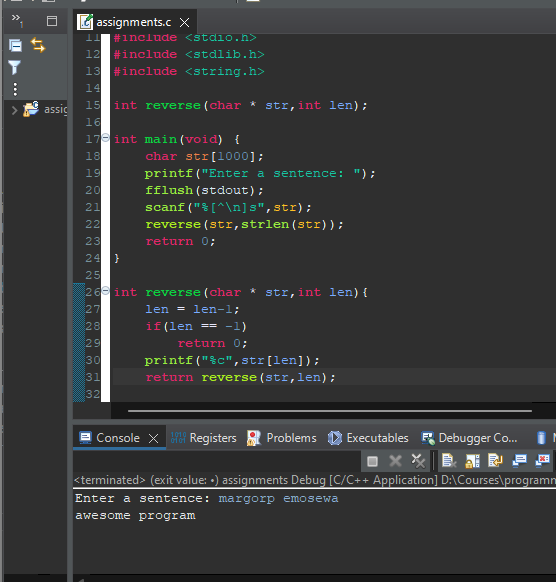 »1
assignments.c
assig
11 #include <stdio.h>
12 #include <stdlib.h>
13 #include <string.h>
14
15 int reverse(char * str,int len);
16
17 int main(void) {
18     char str[1000];
19     printf("Enter a sentence: ");
20     fflush(stdout);
21     scanf("%[^\n]s",str);
22     reverse(str,strlen(str));
23     return 0;
24 }
25
26 int reverse(char * str,int len){
27     len = len-1;
28     if(len == -1)
29         return 0;
30     printf("%c",str[len]);
31     return reverse(str,len);
32
Console Registers Problems Executables Debugger Co...
<terminated> (exit value: •) assignments Debug [C/C++ Application] D:\Courses\programm
Enter a sentence: margorp emosewa
awesome program